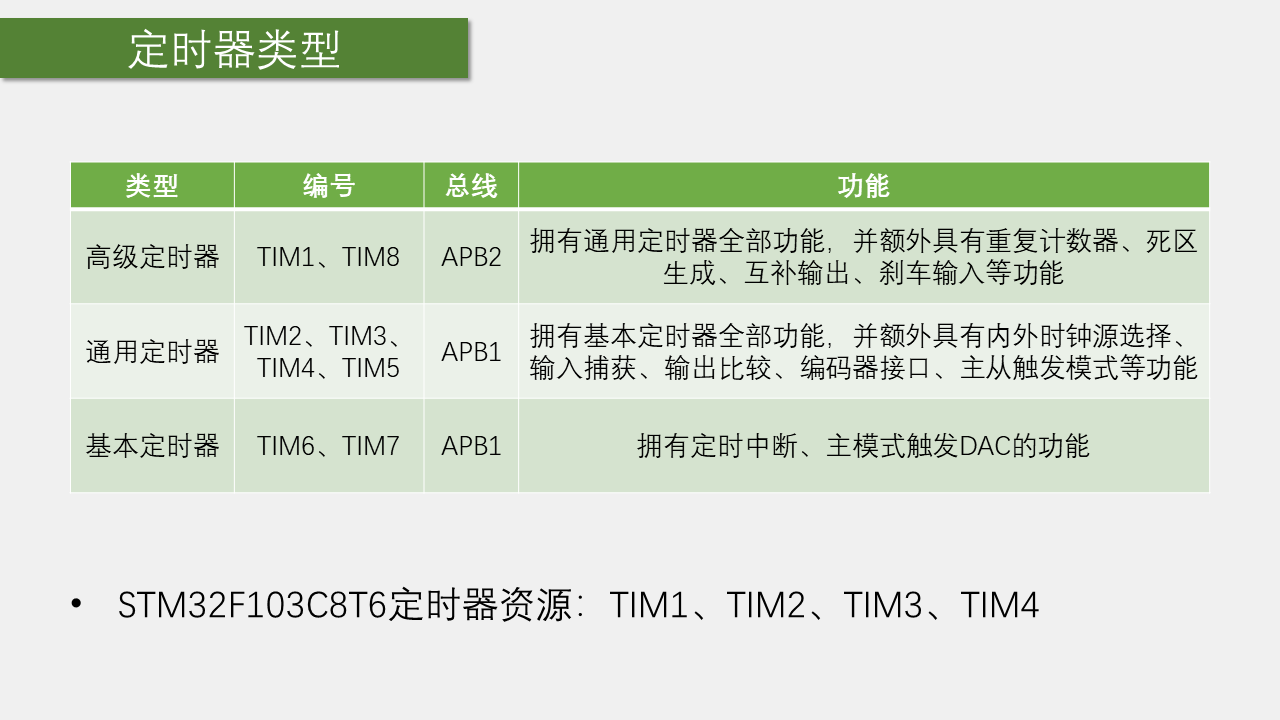 定时器类型
类型 编号 总线 功能
高级定时器 TIM1、TIM8 APB2 拥有通用定时器全部功能，并额外具有重复计数器、死区
生成、互补输出、刹车输入等功能
通用定时器 TIM2、TIM3、
TIM4、TIM5 APB1 拥有基本定时器全部功能，并额外具有内外时钟源选择、
输入捕获、输出比较、编码器接口、主从触发模式等功能
基本定时器 TIM6、TIM7 APB1 拥有定时中断、主模式触发DAC的功能
• STM32F103C8T6定时器资源：TIM1、TIM2、TIM3、TIM4